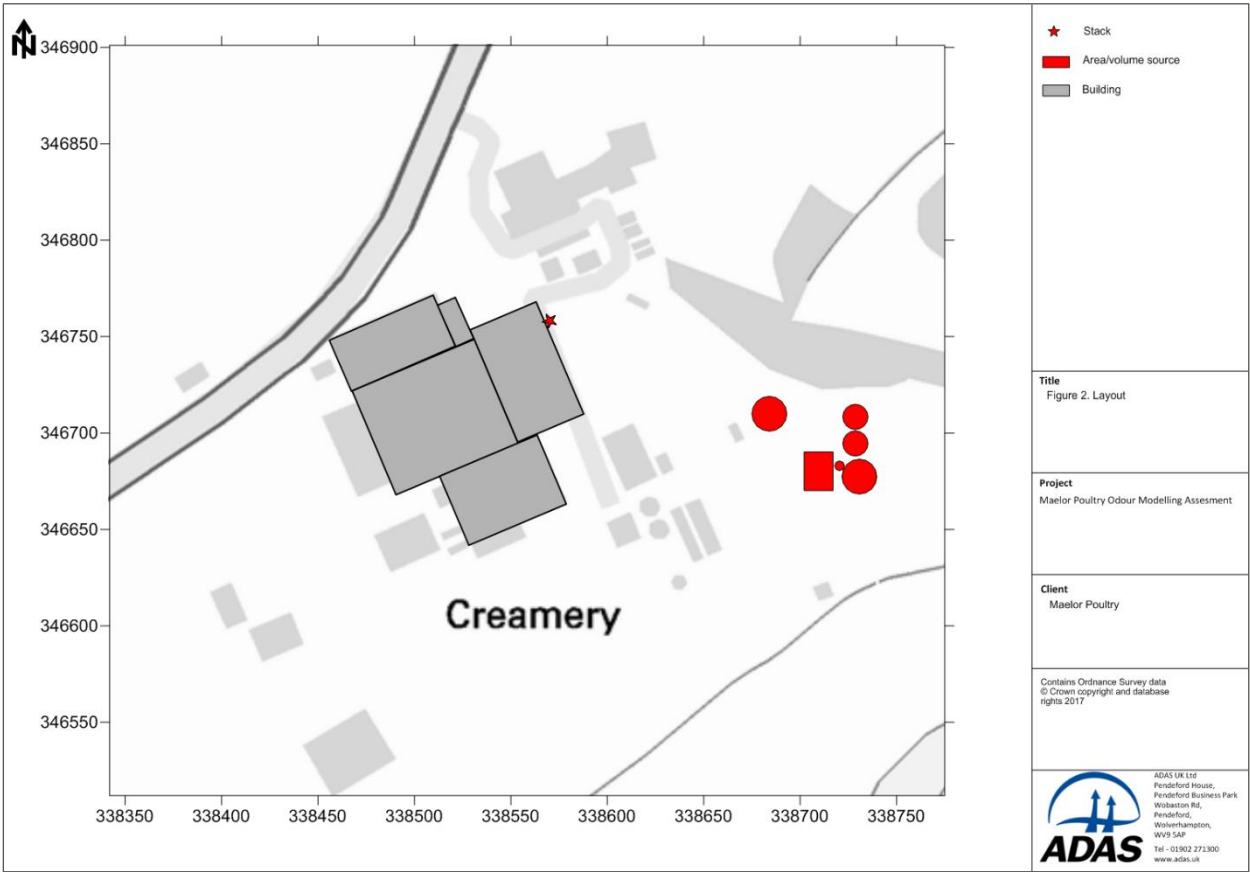 N
346900
346850
346800
346750
346700
346650
346600
346550
338350 338400 338450 338500 338550 338600 338650 338700 338750
Creamery
Stack
Area/volume source
Building
Title
Figure 2. Layout
Project
Maelor Poultry Odour Modelling Assesment
Client
Maelor Poultry
Contains Ordnance Survey data
© Crown copyright and database
rights 2017
ADAS
ADAS UK Ltd
Pendeford House,
Pendeford Business Park
Wobaston Rd,
Pendeford,
Wolverhampton,
WV9 5AP
Tel - 01902 271300
www.adas.uk